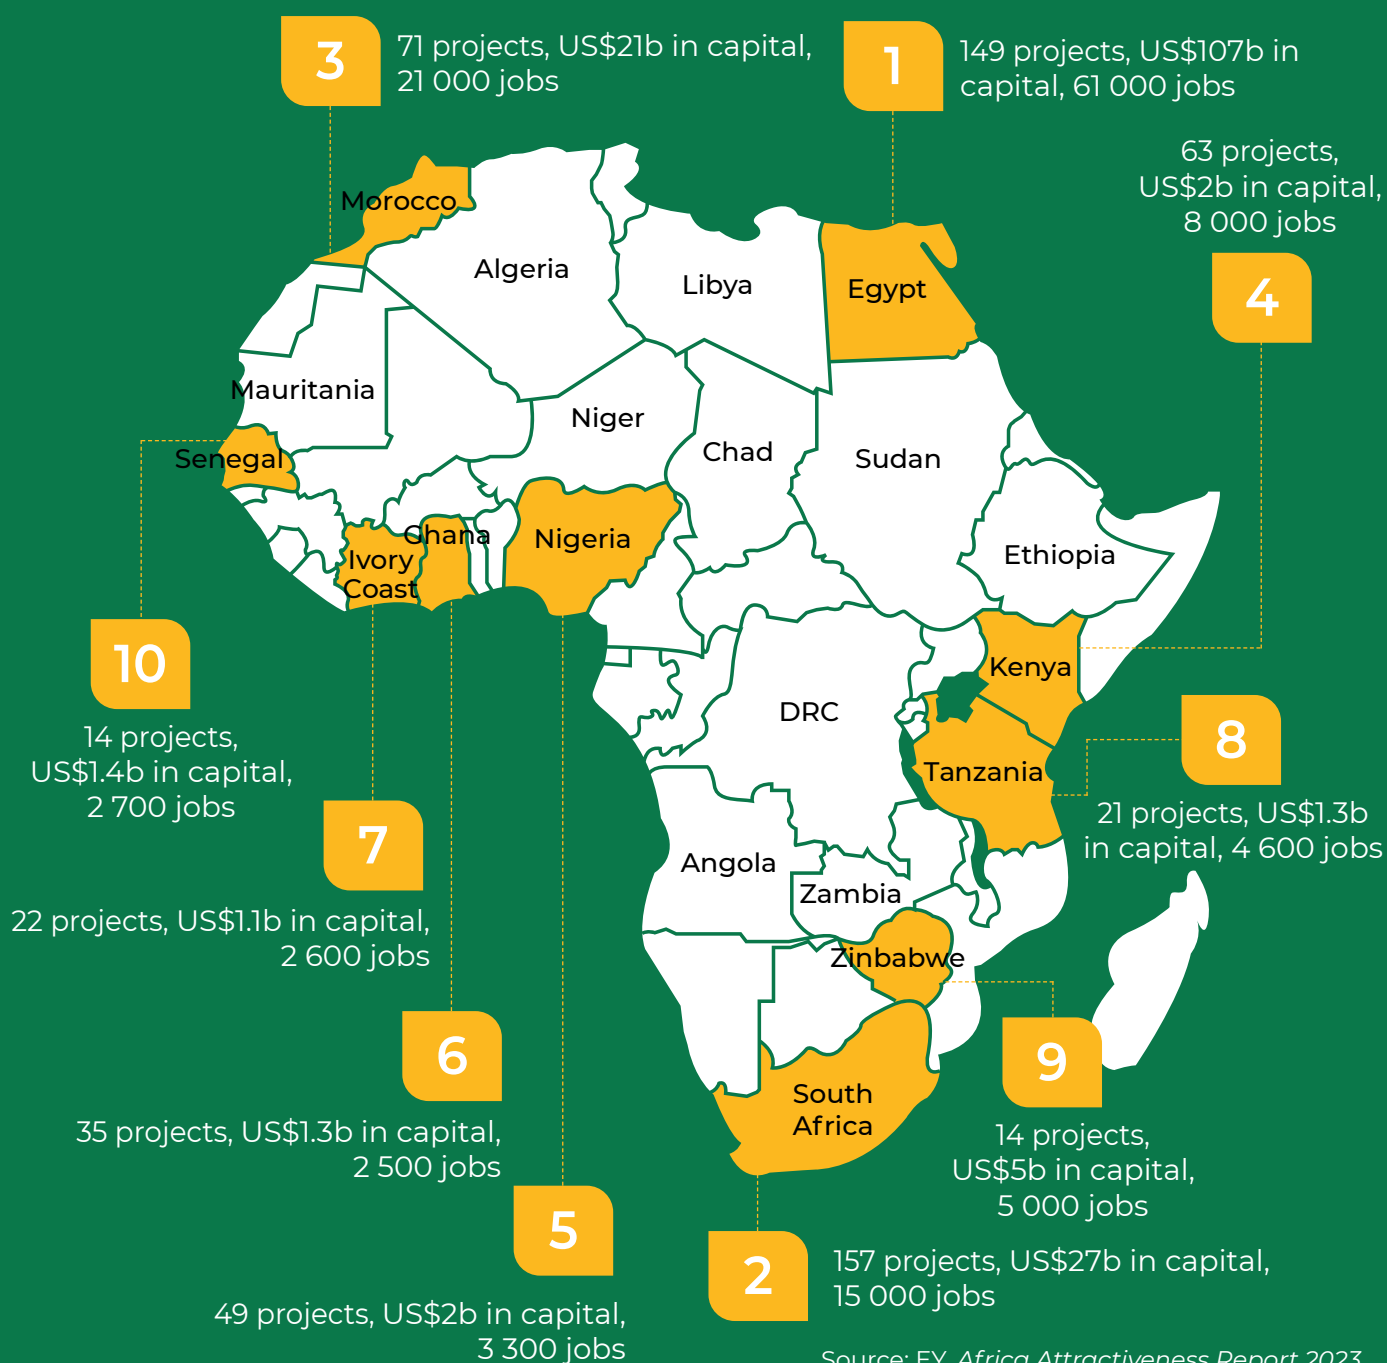 3
71 projects, US$21b in capital,
21 000 jobs
1
149 projects, US$107b in
capital, 61 000 jobs
63 projects,
US$2b in capital,
8 000 jobs
4
Morocco
Algeria
Libya
Egypt
Mauritania
Niger
Chad
Sudan
Senegal
Ghana
Nigeria
Ivory
Coast
Ethiopia
Kenya
DRC
Tanzania
Angola
Zambia
Zinbabwe
South
Africa
10
14 projects,
US$1.4b in capital,
2 700 jobs
8
21 projects, US$1.3b
in capital, 4 600 jobs
7
22 projects, US$1.1b in capital,
2 600 jobs
6
35 projects, US$1.3b in capital,
2 500 jobs
9
14 projects,
US$5b in capital,
5 000 jobs
5
49 projects, US$2b in capital,
3 300 jobs
2
157 projects, US$27b in capital,
15 000 jobs
Source: EY, Africa Attractiveness Report 2023